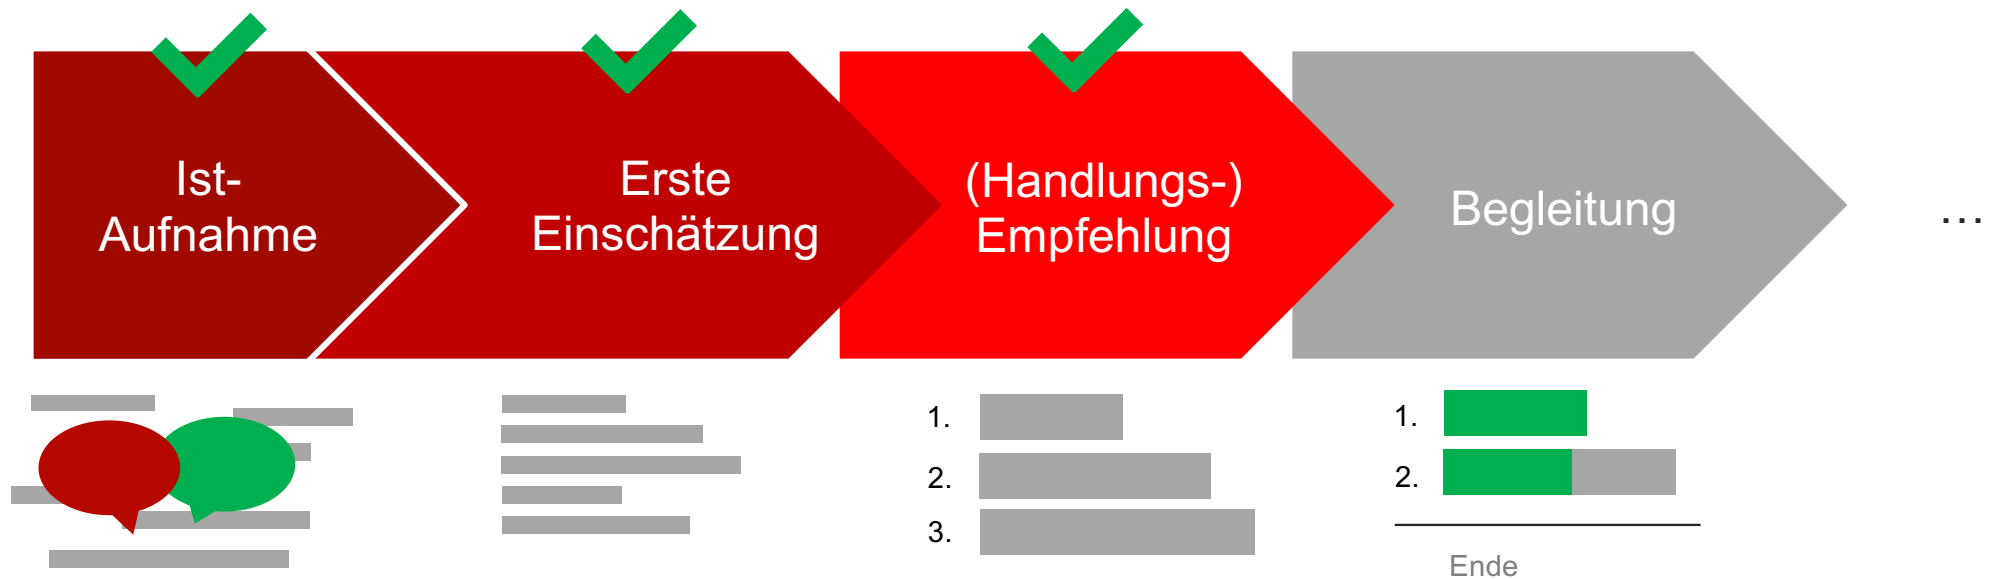 Ist-
Aufnahme
Erste
Einschätzung
(Handlungs-)
Empfehlung
Begleitung
...
1.
2.
3.
1.
2.
Ende